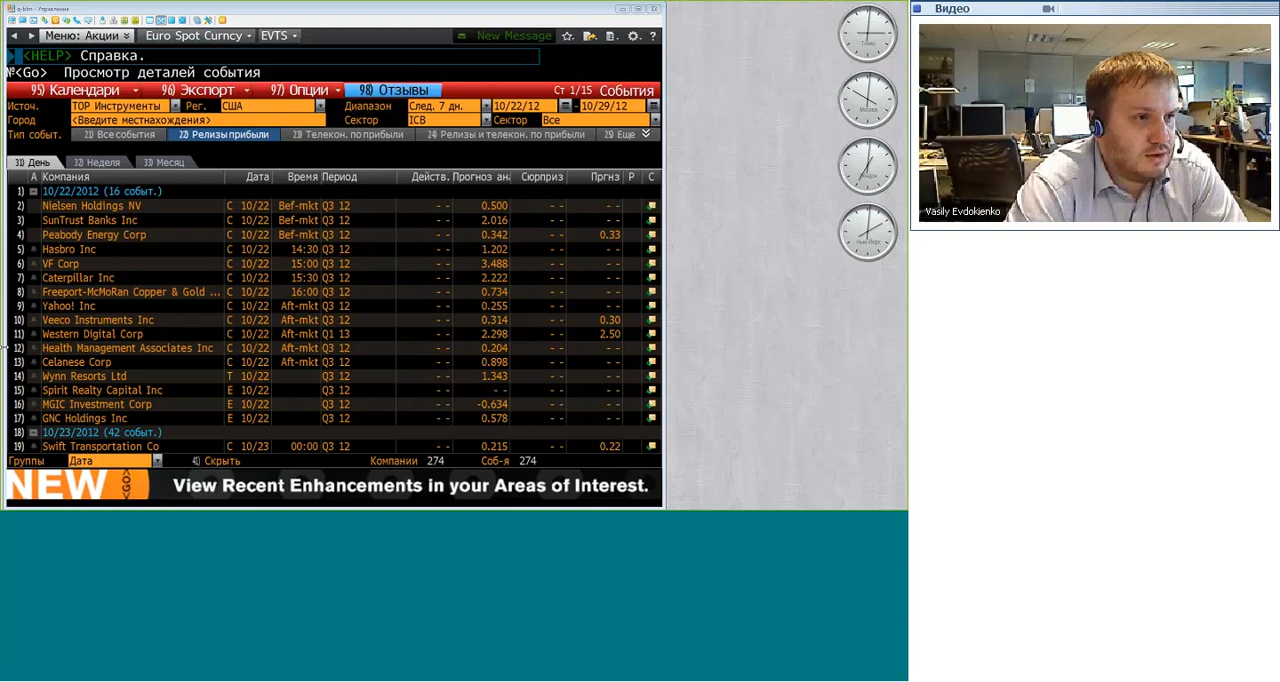 q-blm - Управление
Меню: Акции
Euro Spot Curncy
EVTS
New Message
<HELP> Справка.
№<Go> Просмотр деталей события
95) Календари
96) Экспорт
97) Опции
98) Отзывы
Ст 1/15 События
Источ. TOP Инструменты Рег. США Диапазон След. 7 дн. 10/22/12 - 10/29/12
Город <Введите местнахождение> Сектор ICB Сектор Все
Тип событ. 21) Все события 22) Релизы прибыли 23) Телекон. по прибыли 24) Релизы и телекон. по прибыли 29) Еще
31) День 32) Неделя 33) Месяц
А Компания Дата Время Период Действ. Прогноз ан Сюрприз Пргнз Р С
1) 10/22/2012 (16 событ.)
2) Nielsen Holdings NV C 10/22 Bef-mkt Q3 12 -- 0.500 -- --
3) SunTrust Banks Inc C 10/22 Bef-mkt Q3 12 -- 2.016 -- --
4) Peabody Energy Corp C 10/22 Bef-mkt Q3 12 -- 0.342 -- 0.33
5) Hasbro Inc C 10/22 14:30 Q3 12 -- 1.202 -- --
6) VF Corp C 10/22 15:00 Q3 12 -- 3.488 -- --
7) Caterpillar Inc C 10/22 15:30 Q3 12 -- 2.222 -- --
8) Freeport-McMoRan Copper & Gold ... C 10/22 16:00 Q3 12 -- 0.734 -- --
9) Yahoo! Inc C 10/22 Aft-mkt Q3 12 -- 0.255 -- --
10) Veeco Instruments Inc C 10/22 Aft-mkt Q3 12 -- 0.314 -- 0.30
11) Western Digital Corp C 10/22 Aft-mkt Q1 13 -- 2.298 -- 2.50
12) Health Management Associates Inc C 10/22 Aft-mkt Q3 12 -- 0.204 -- --
13) Celanese Corp C 10/22 Aft-mkt Q3 12 -- 0.898 -- --
14) Wynn Resorts Ltd T 10/22 Q3 12 -- 1.343 -- --
15) Spirit Realty Capital Inc E 10/22 Q3 12 -- -- -- --
16) MGIC Investment Corp E 10/22 Q3 12 -- -0.634 -- --
17) GNC Holdings Inc E 10/22 Q3 12 -- 0.578 -- --
18) 10/23/2012 (42 событ.)
19) Swift Transportation Co C 10/23 00:00 Q3 12 -- 0.215 -- 0.22
Группы Дата 41) Скрыть Компании 274 Соб-я 274
NEW <GO> View Recent Enhancements in your Areas of Interest.
Москва
Видео
Vasily Evdokienko